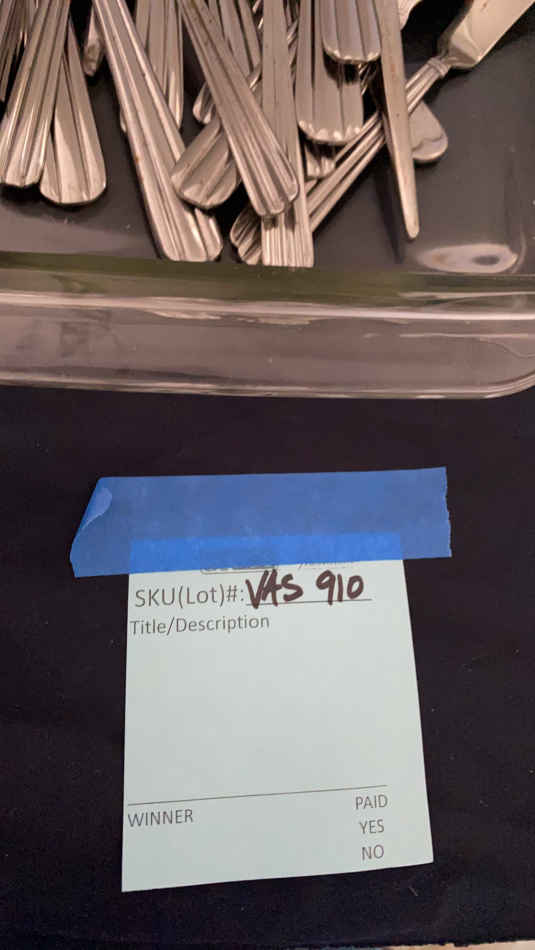 SKU(Lot)#: VAS 910
Title/Description
WINNER
PAID
YES
NO